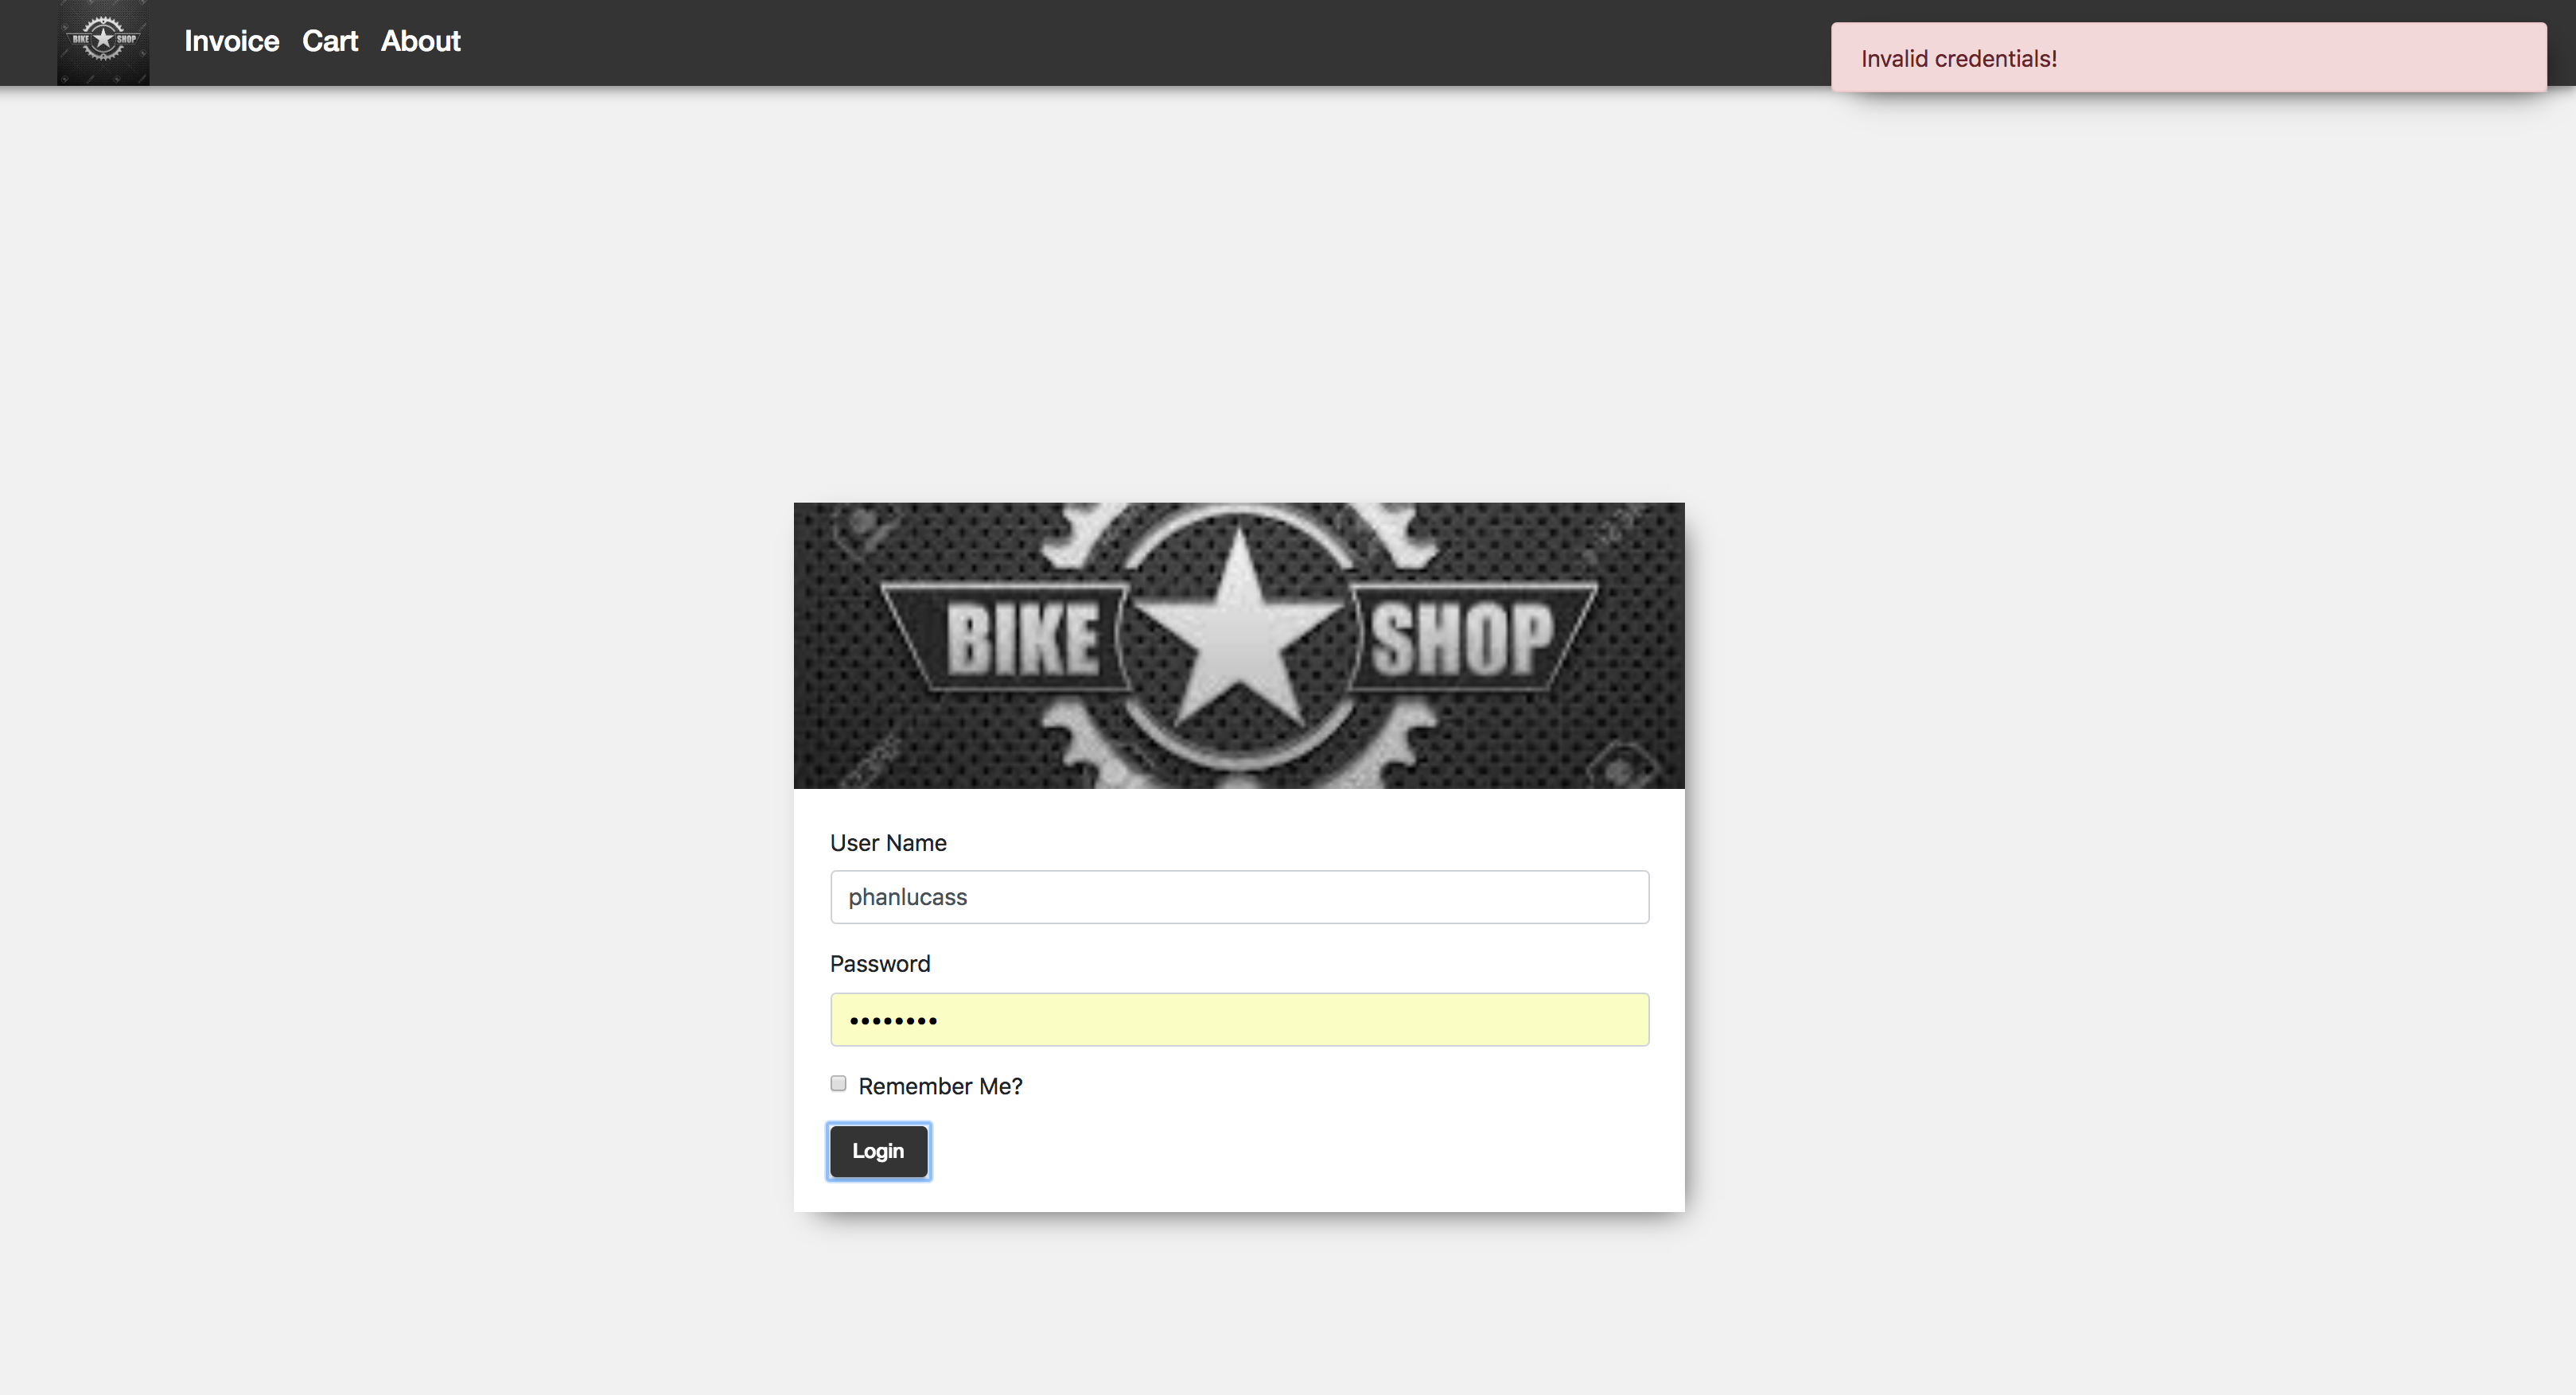 BIKE SHOP
Invoice Cart About
Invalid credentials!
BIKE SHOP
User Name
phanlucass
Password
••••••••
Remember Me?
Login